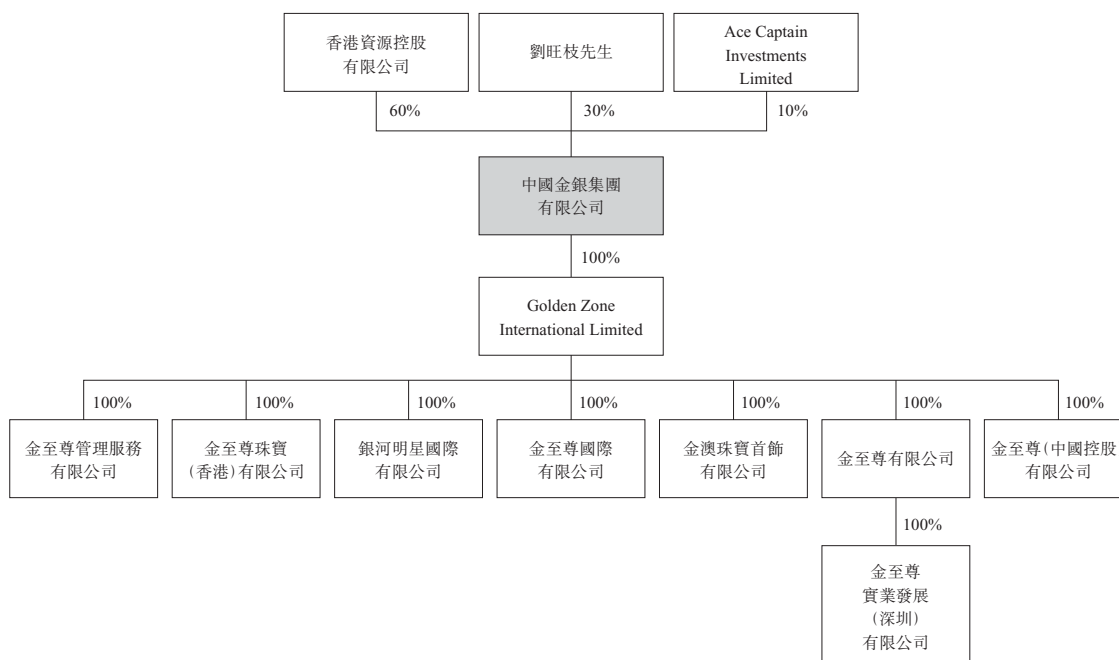 香港資源控股
有限公司
劉旺枝先生
Ace Captain
Investments
Limited
60%
30%
10%
中國金銀集團
有限公司
100%
Golden Zone
International Limited
100%
100%
100%
100%
100%
100%
100%
金至尊管理服務
有限公司
金至尊珠寶
(香港)有限公司
銀河明星國際
有限公司
金至尊國際
有限公司
金澳珠寶首飾
有限公司
金至尊有限公司
金至尊(中國控股
有限公司
100%
金至尊
實業發展
(深圳)
有限公司